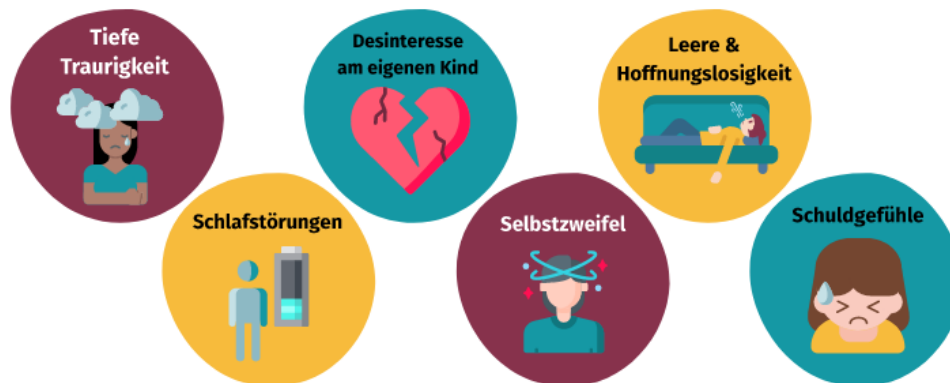 Tiefe
Traurigkeit
Desinteresse
am eigenen Kind
Leere &
Hoffnungslosigkeit
Schlafstörungen
Selbstzweifel
Schuldgefühle